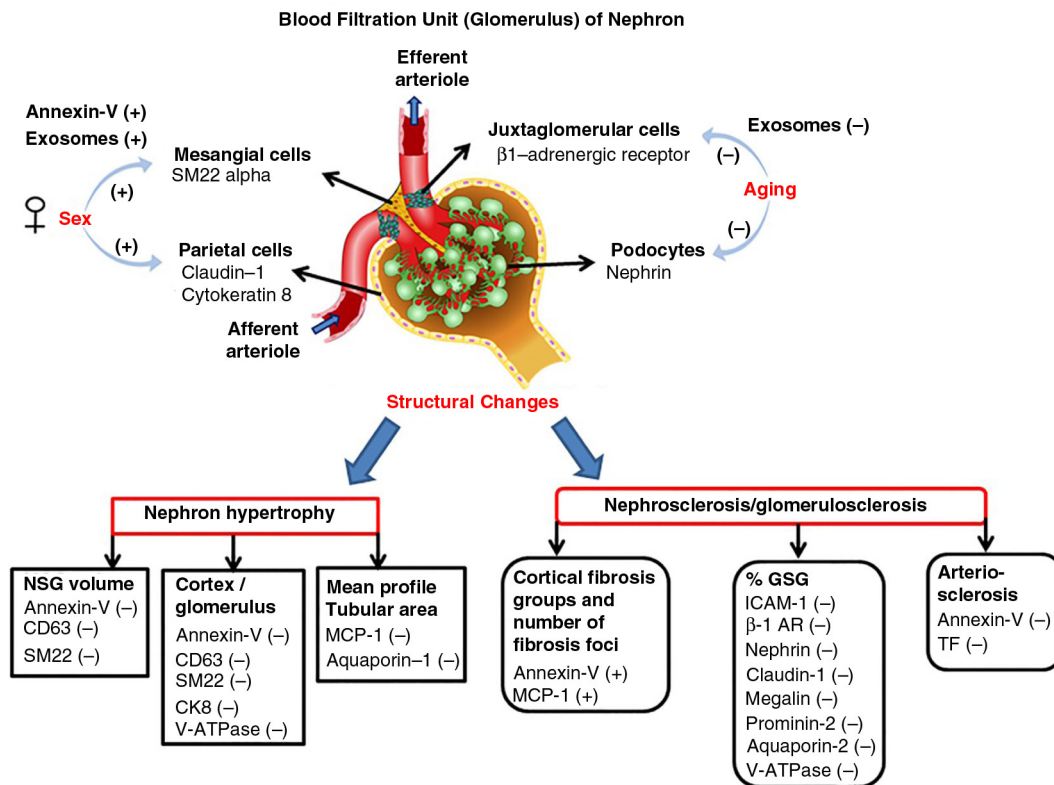 Blood Filtration Unit (Glomerulus) of Nephron
Efferent
arteriole
Annexin-V (+)
Exosomes (+)
Mesangial cells
SM22 alpha
(+)
Sex
(+)
Parietal cells
Claudin–1
Cytokeratin 8
Afferent
arteriole
Juxtaglomerular cells
β1–adrenergic receptor
Exosomes (–)
(–)
Aging
(–)
Podocytes
Nephrin
Structural Changes
Nephron hypertrophy
NSG volume
Annexin-V (–)
CD63 (–)
SM22 (–)
Cortex /
glomerulus
Annexin-V (–)
CD63 (–)
SM22 (–)
CK8 (–)
V-ATPase (–)
Mean profile
Tubular area
MCP-1 (–)
Aquaporin–1 (–)
Nephrosclerosis/glomerulosclerosis
Cortical fibrosis
groups and
number of
fibrosis foci
Annexin-V (+)
MCP-1 (+)
% GSG
ICAM-1 (–)
β-1 AR (–)
Nephrin (–)
Claudin-1 (–)
Megalin (–)
Prominin-2 (–)
Aquaporin-2 (–)
V-ATPase (–)
Arterio-
sclerosis
Annexin-V (–)
TF (–)